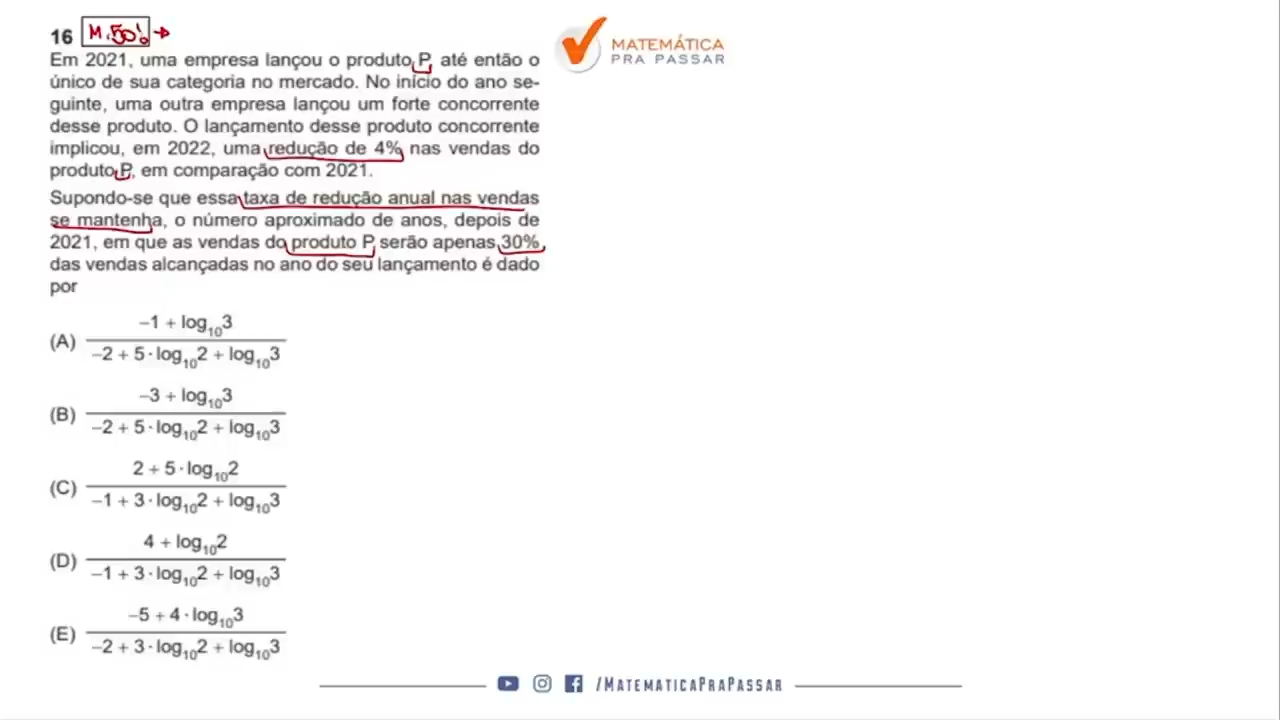 16 M.50!
MATEMÁTICA
PRA PASSAR
Em 2021, uma empresa lançou o produto P, até então o
único de sua categoria no mercado. No início do ano se-
guinte, uma outra empresa lançou um forte concorrente
desse produto. O lançamento desse produto concorrente
implicou, em 2022, uma redução de 4% nas vendas do
produto P, em comparação com 2021.
Supondo-se que essa taxa de redução anual nas vendas
se mantenha, o número aproximado de anos, depois de
2021, em que as vendas do produto P serão apenas 30%
das vendas alcançadas no ano do seu lançamento é dado
por
(A) –1 + log₁₀3
–2 + 5·log₁₀2 + log₁₀3
(B) –3 + log₁₀3
–2 + 5·log₁₀2 + log₁₀3
(C) 2 + 5·log₁₀2
–1 + 3·log₁₀2 + log₁₀3
(D) 4 + log₁₀2
–1 + 3·log₁₀2 + log₁₀3
(E) –5 + 4·log₁₀3
–2 + 3·log₁₀2 + log₁₀3
/MATEMATICAPRAPASSAR